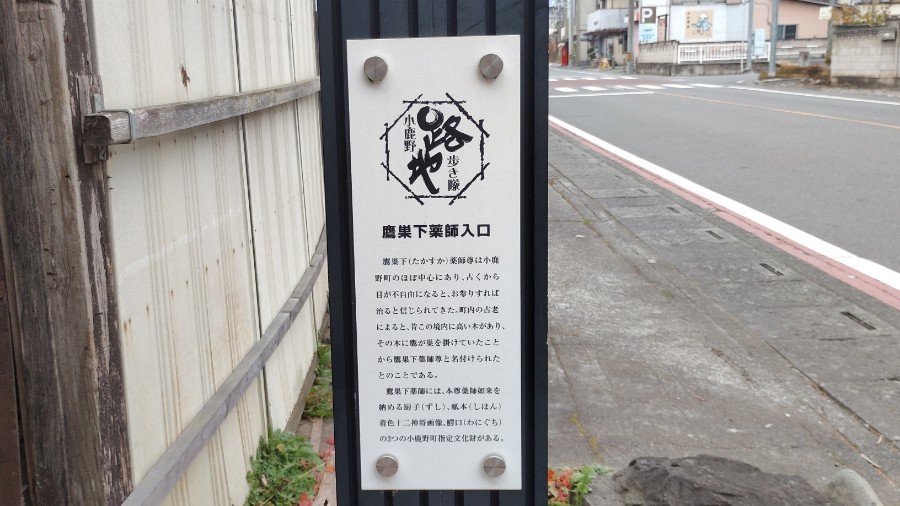 小鹿野
路地
歩き隊
鷹巣下薬師入口
鷹巣下(たかすか)薬師尊は小鹿
野町のほぼ中心にあり、古くから
目が不自由になると、お参りすれば
治ると信じられてきた。町内の古老
によると、昔この境内に高い木があり、
その木に鷹が巣を掛けていたこと
から鷹巣下薬師尊と名付けられた
とのことである。
鷹巣下薬師には、本尊薬師如来を
納める厨子(ずし)、紙本(しほん)
着色十二神将画像、鰐口(わにぐち)
の3つの小鹿野町指定文化財がある。
P